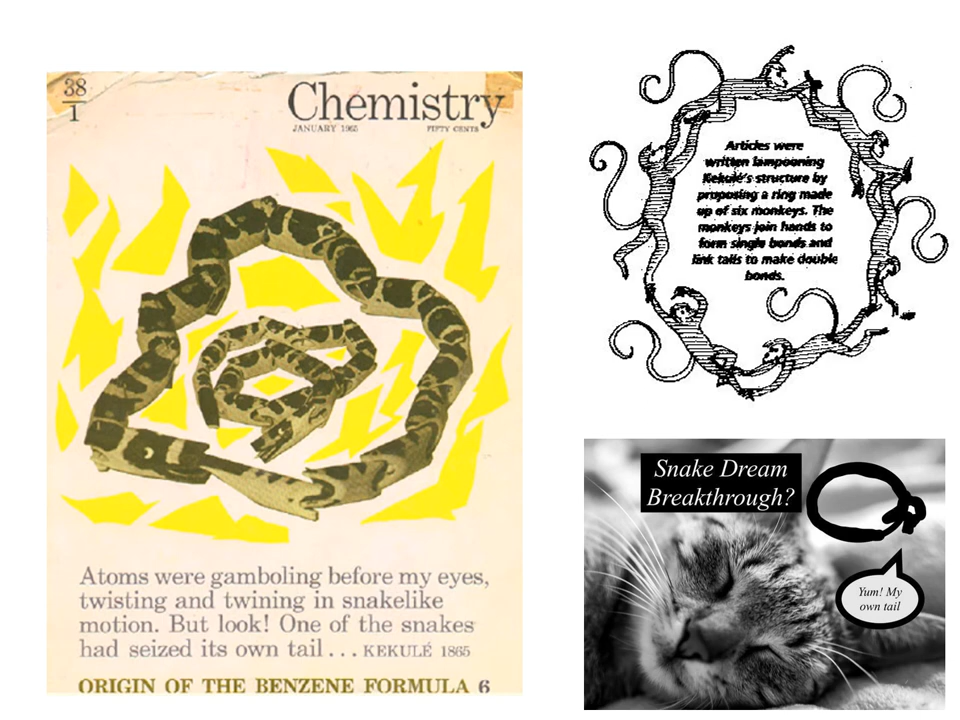 38
1
Chemistry
JANUARY 1965 FIFTY CENTS
Atoms were gamboling before my eyes,
twisting and twining in snakelike
motion. But look! One of the snakes
had seized its own tail . . . KEKULÉ 1865
ORIGIN OF THE BENZENE FORMULA 6
Articles were
written lampooning
Kekulé's structure by
proposing a ring made
up of six monkeys. The
monkeys join hands to
form single bonds and
link tails to make double
bonds.
Snake Dream
Breakthrough?
Yum! My
own tail